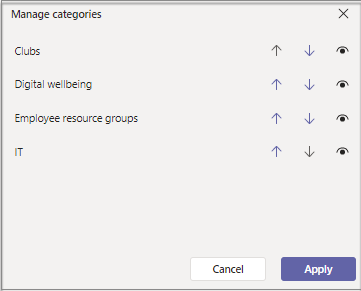 Manage categories
Clubs
Digital wellbeing
Employee resource groups
IT
Cancel Apply